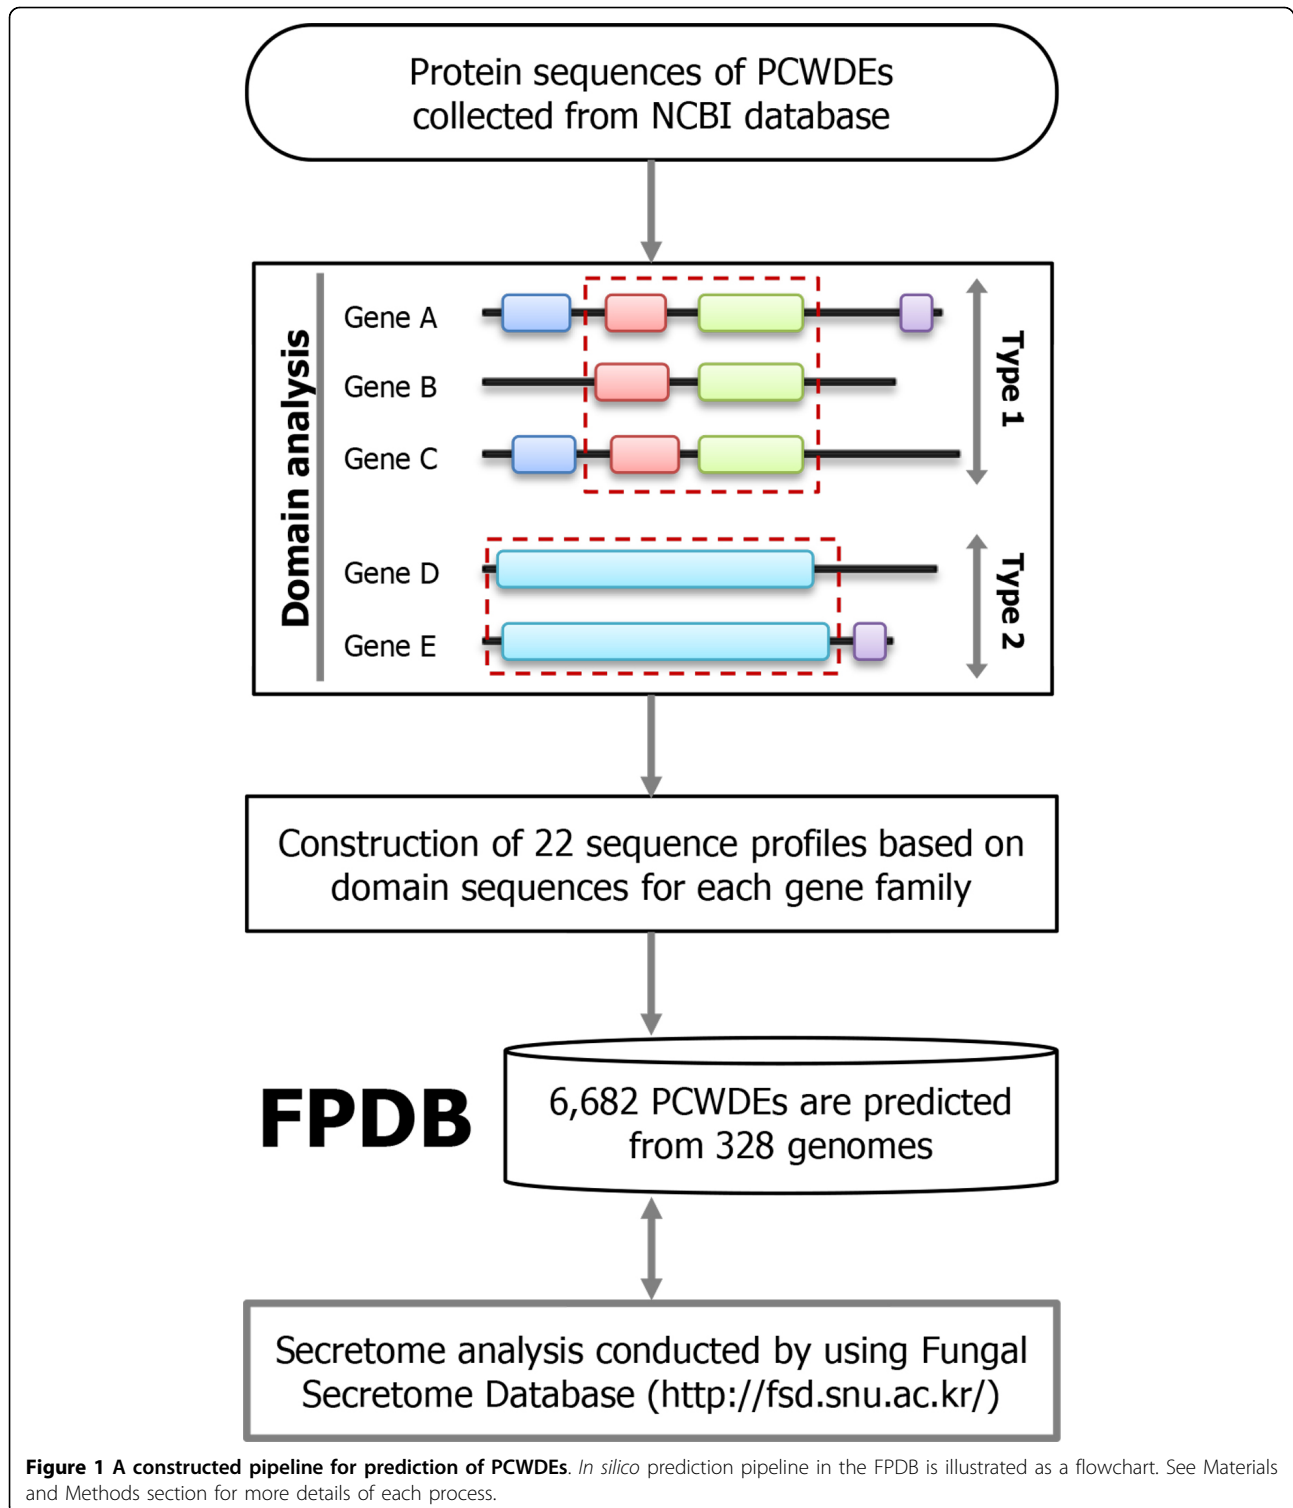 Protein sequences of PCWDEs
collected from NCBI database
Domain analysis
Gene A
Gene B
Gene C
Type 1
Gene D
Gene E
Type 2
Construction of 22 sequence profiles based on
domain sequences for each gene family
FPDB
6,682 PCWDEs are predicted
from 328 genomes
Secretome analysis conducted by using Fungal
Secretome Database (http://fsd.snu.ac.kr/)
Figure 1 A constructed pipeline for prediction of PCWDEs. In silico prediction pipeline in the FPDB is illustrated as a flowchart. See Materials
and Methods section for more details of each process.